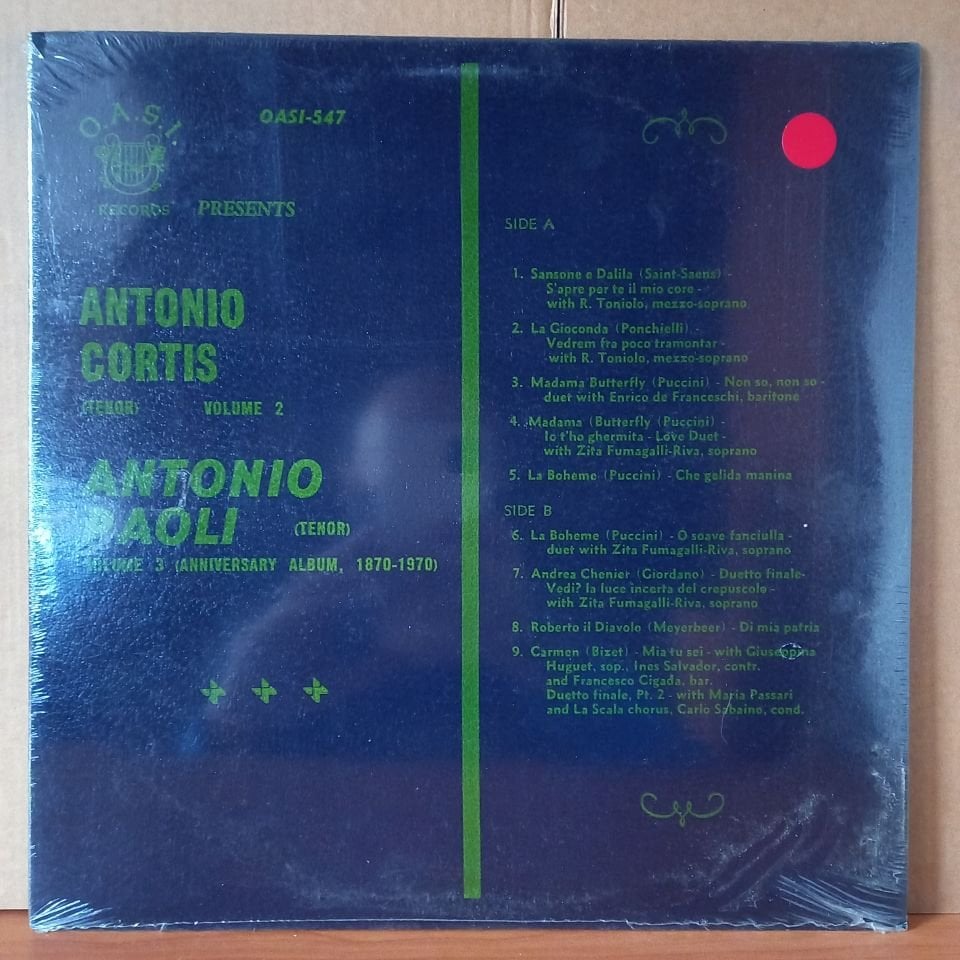 O.A.S.I.
OASI-547
RECORDS PRESENTS
ANTONIO
CORTIS
(TENOR) VOLUME 2
ANTONIO
PAOLI (TENOR)
VOLUME 3 (ANNIVERSARY ALBUM, 1870-1970)
SIDE A
1. Sansone e Dalila (Saint-Saens) -
S'apre per te il mio core -
with R. Toniolo, mezzo-soprano
2. La Gioconda (Ponchielli) -
Vedrem fra poco tramontar -
with R. Toniolo, mezzo-soprano
3. Madama Butterfly (Puccini) - Non so, non so -
duet with Enrico de Franceschi, baritone
4. Madama (Butterfly (Puccini) -
Io t'ho ghermita - Love Duet -
with Zita Fumagalli-Riva, soprano
5. La Boheme (Puccini) - Che gelida manina
SIDE B
6. La Boheme (Puccini) - O soave fanciulla -
duet with Zita Fumagalli-Riva, soprano
7. Andrea Chenier (Giordano) - Duetto finale-
Vedi? la luce incerta del crepuscolo -
with Zita Fumagalli-Riva, soprano
8. Roberto il Diavolo (Meyerbeer) - Di mia patria
9. Carmen (Bizet) - Mia tu sei - with Giuseppina
Huguet, sop., Ines Salvador, contr.
and Francesco Cigada, bar.
Duetto finale, Pt. 2 - with Maria Passari
and La Scala chorus, Carlo Sabaino, cond.